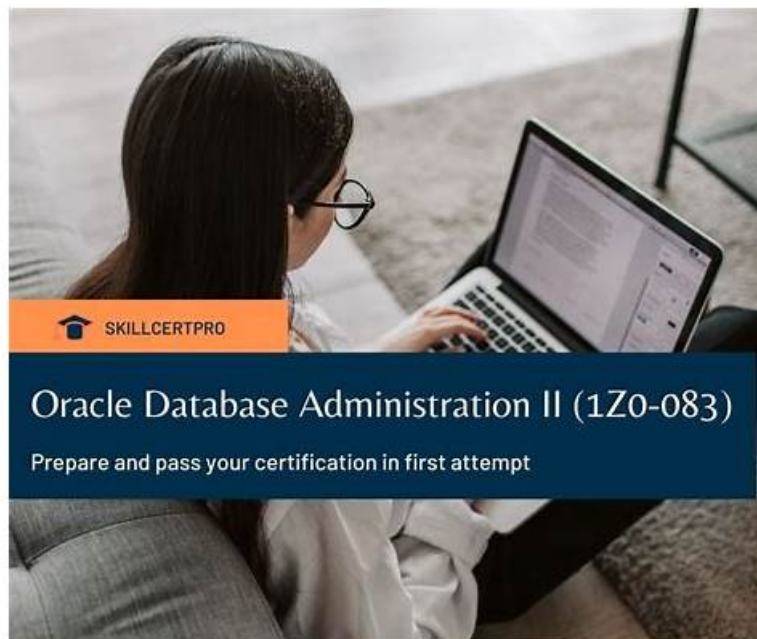 SKILLCERTPRO
Oracle Database Administration II (1Z0-083)
Prepare and pass your certification in first attempt